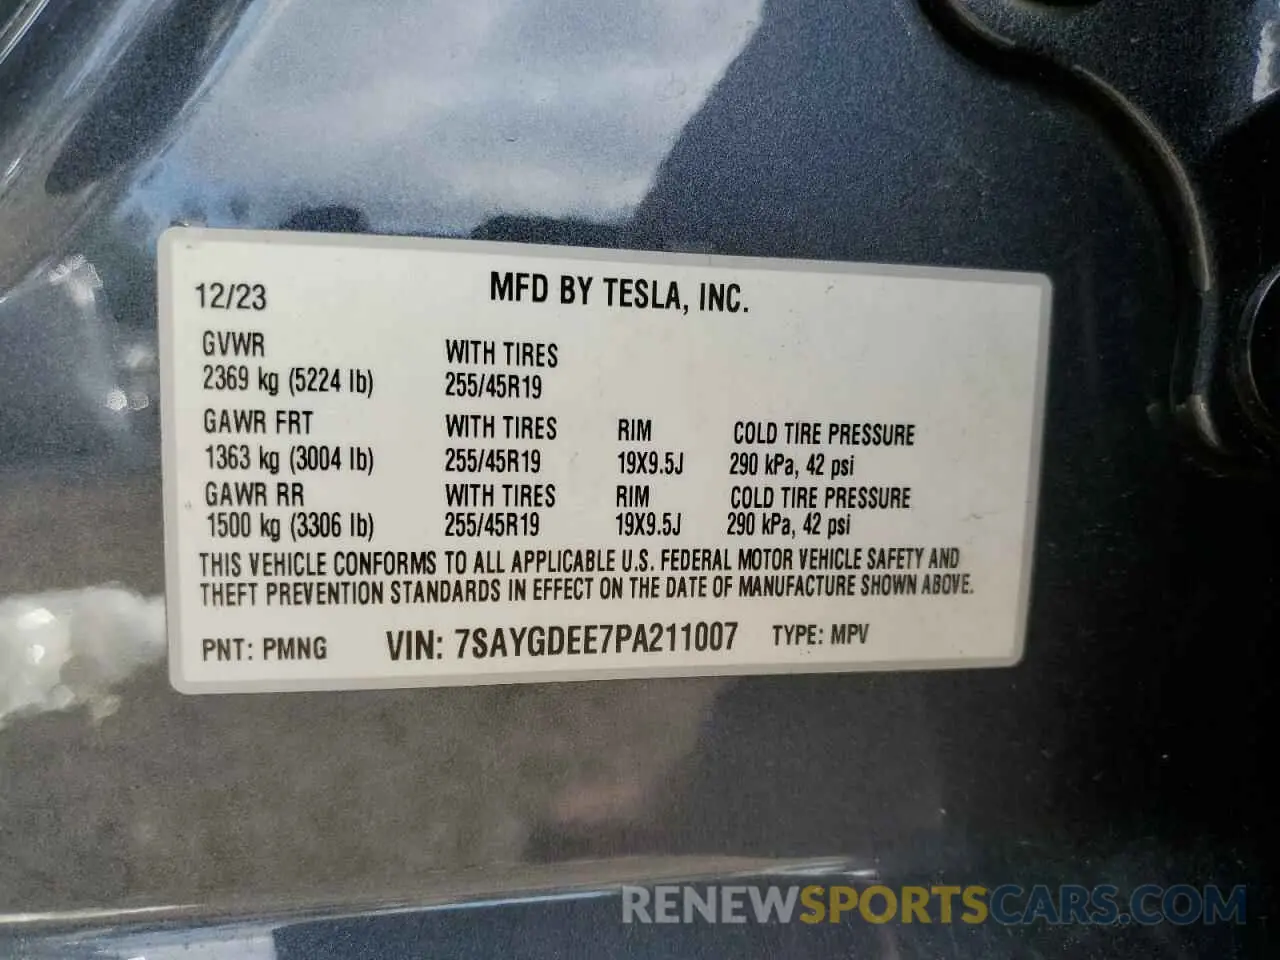 12/23 MFD BY TESLA, INC.
GVWR WITH TIRES
2369 kg (5224 lb) 255/45R19
GAWR FRT WITH TIRES RIM COLD TIRE PRESSURE
1363 kg (3004 lb) 255/45R19 19X9.5J 290 kPa, 42 psi
GAWR RR WITH TIRES RIM COLD TIRE PRESSURE
1500 kg (3306 lb) 255/45R19 19X9.5J 290 kPa, 42 psi
THIS VEHICLE CONFORMS TO ALL APPLICABLE U.S. FEDERAL MOTOR VEHICLE SAFETY AND
THEFT PREVENTION STANDARDS IN EFFECT ON THE DATE OF MANUFACTURE SHOWN ABOVE.
PNT: PMNG VIN: 7SAYGDEE7PA211007 TYPE: MPV
RENEWSPORTSCARS.COM